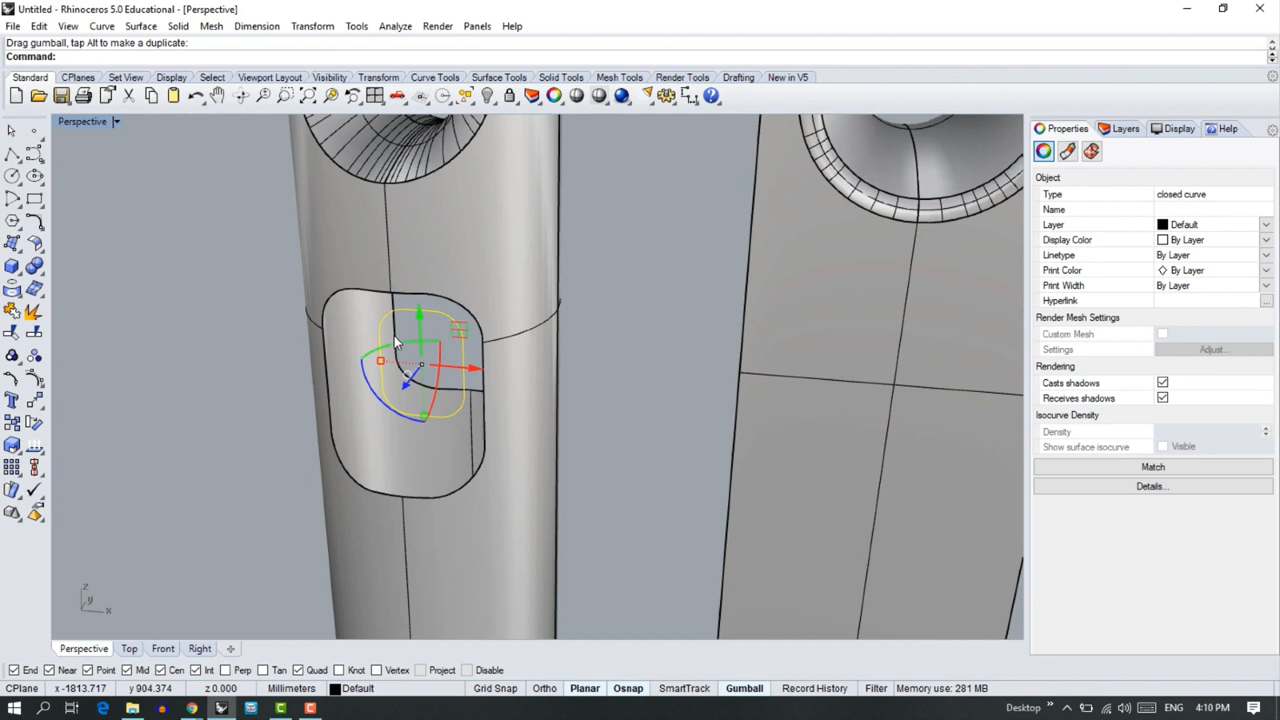 Untitled - Rhinoceros 5.0 Educational - [Perspective]
File Edit View Curve Surface Solid Mesh Dimension Transform Tools Analyze Render Panels Help
Drag gumball, tap Alt to make a duplicate:
Command:
Standard CPlanes Set View Display Select Viewport Layout Visibility Transform Curve Tools Surface Tools Solid Tools Mesh Tools Render Tools Drafting New in V5
Perspective
Properties Layers Display Help
Object
Type closed curve
Name
Layer Default
Display Color By Layer
Linetype By Layer
Print Color By Layer
Print Width By Layer
Hyperlink ...
Render Mesh Settings
Custom Mesh
Settings Adjust...
Rendering
Casts shadows
Receives shadows
Isocurve Density
Density
Show surface isocurve Visible
Match
Details...
z
y
x
Perspective Top Front Right
End Near Point Mid Cen Int Perp Tan Quad Knot Vertex Project Disable
CPlane x -1813.717 y 904.374 z 0.000 Millimeters Default Grid Snap Ortho Planar Osnap SmartTrack Gumball Record History Filter Memory use: 281 MB
Desktop » ENG 4:10 PM